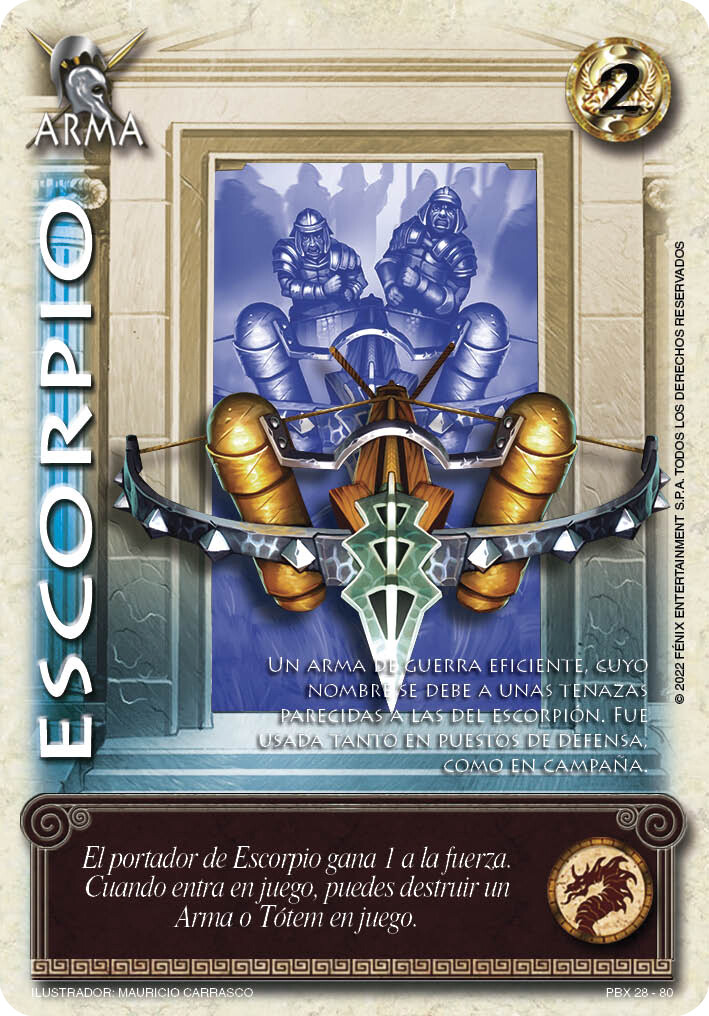 ARMA
2
ESCORPIO
UN ARMA DE GUERRA EFICIENTE, CUYO
NOMBRE SE DEBE A UNAS TENAZAS
PARECIDAS A LAS DEL ESCORPIÓN. FUE
USADA TANTO EN PUESTOS DE DEFENSA,
COMO EN CAMPAÑA.
© 2022 FÉNIX ENTERTAINMENT S.P.A. TODOS LOS DERECHOS RESERVADOS
El portador de Escorpio gana 1 a la fuerza.
Cuando entra en juego, puedes destruir un
Arma o Tótem en juego.
ILUSTRADOR: MAURICIO CARRASCO
PBX 28 - 80